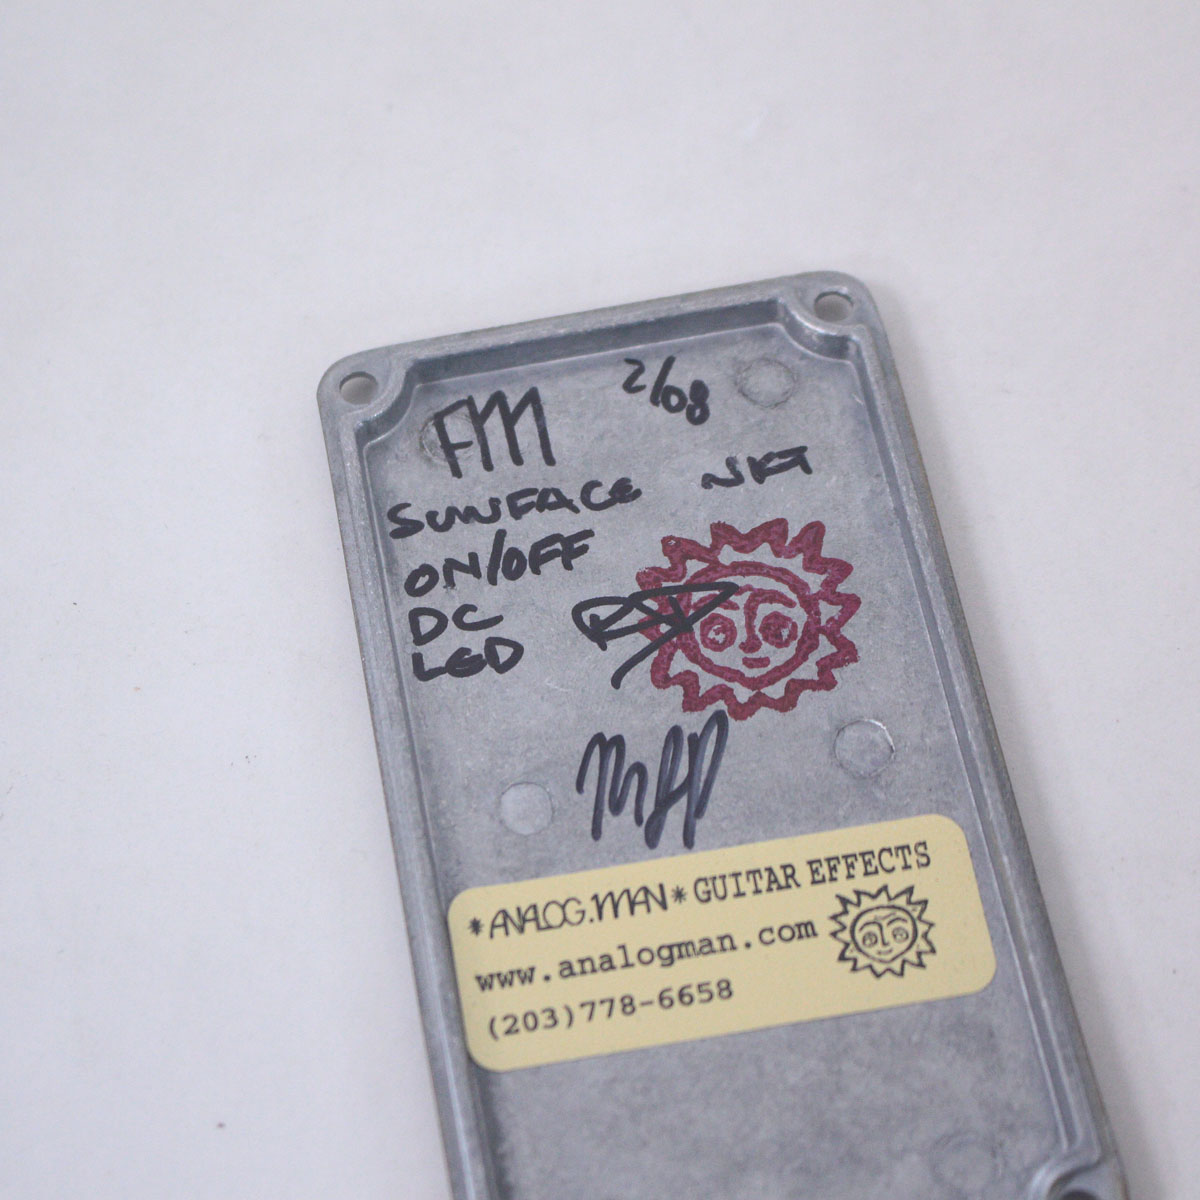 FM 2/08
SUNFACE NKT
ON/OFF
DC
LED
*ANALOG.MAN* GUITAR EFFECTS
www.analogman.com
(203)778-6658